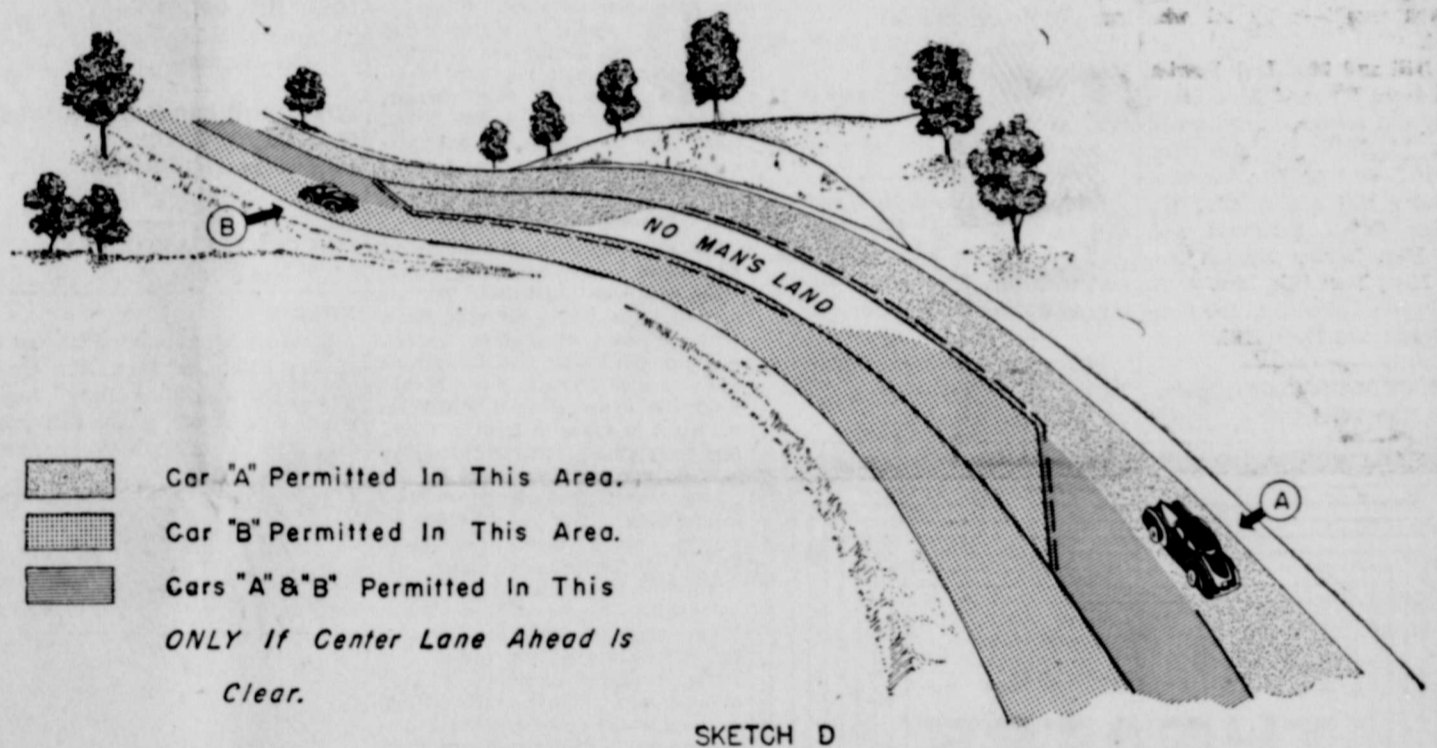 B
NO MAN'S LAND
A
Car "A" Permitted In This Area.
Car "B" Permitted In This Area.
Cars "A" & "B" Permitted In This
ONLY If Center Lane Ahead Is
Clear.
SKETCH D